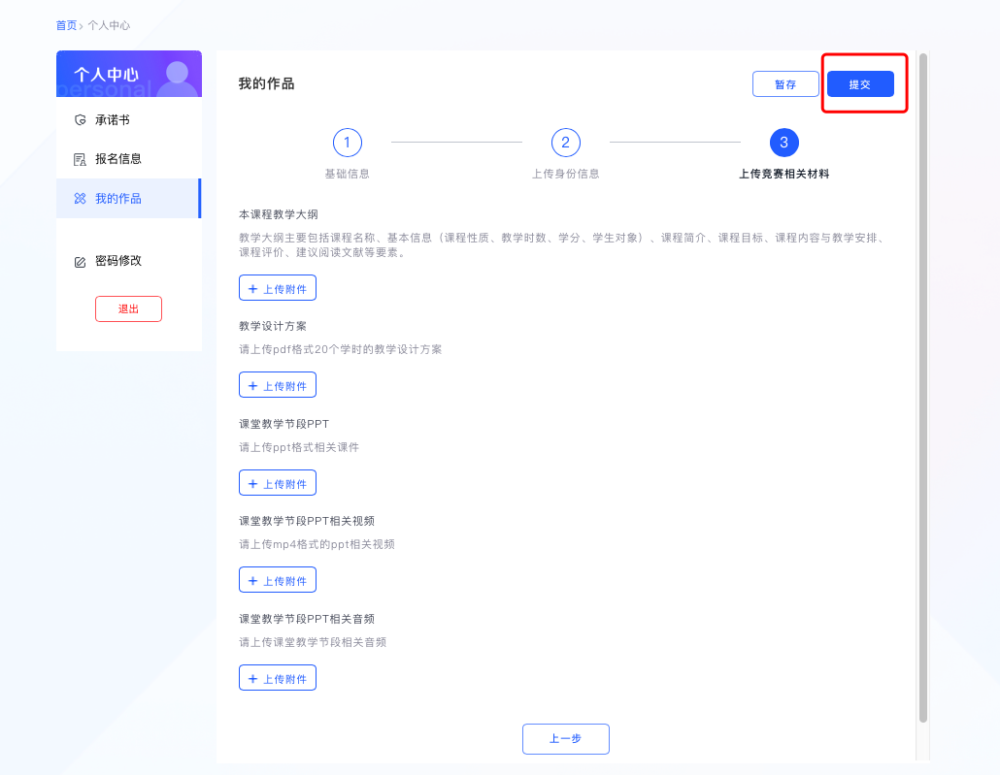 首页 > 个人中心
个人中心
personal
承诺书
报名信息
我的作品
密码修改
退出
我的作品
暂存
提交
1
2
3
基础信息
上传身份信息
上传竞赛相关材料
本课程教学大纲
教学大纲主要包括课程名称、基本信息（课程性质、教学时数、学分、学生对象）、课程简介、课程目标、课程内容与教学安排、
课程评价、建议阅读文献等要素。
+ 上传附件
教学设计方案
请上传pdf格式20个学时的教学设计方案
+ 上传附件
课堂教学节段PPT
请上传ppt格式相关课件
+ 上传附件
课堂教学节段PPT相关视频
请上传mp4格式的ppt相关视频
+ 上传附件
课堂教学节段PPT相关音频
请上传课堂教学节段相关音频
+ 上传附件
上一步